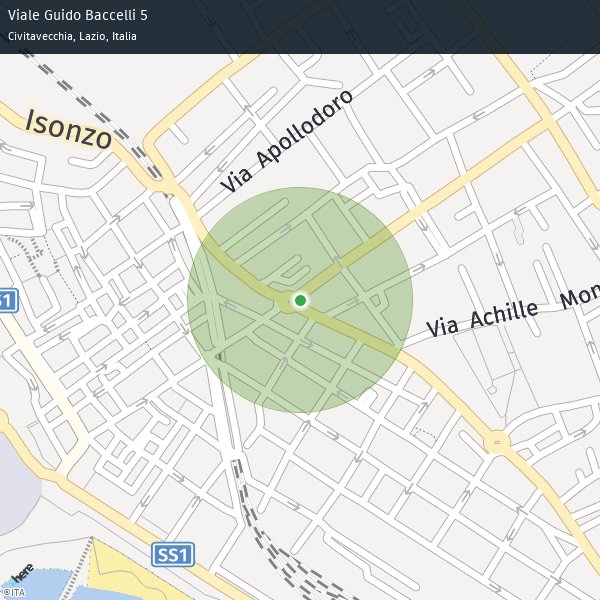 Viale Guido Baccelli 5
Civitavecchia, Lazio, Italia
Isonzo
Via Apollodoro
S1
Via Achille Mon
SS1
here
©ITA